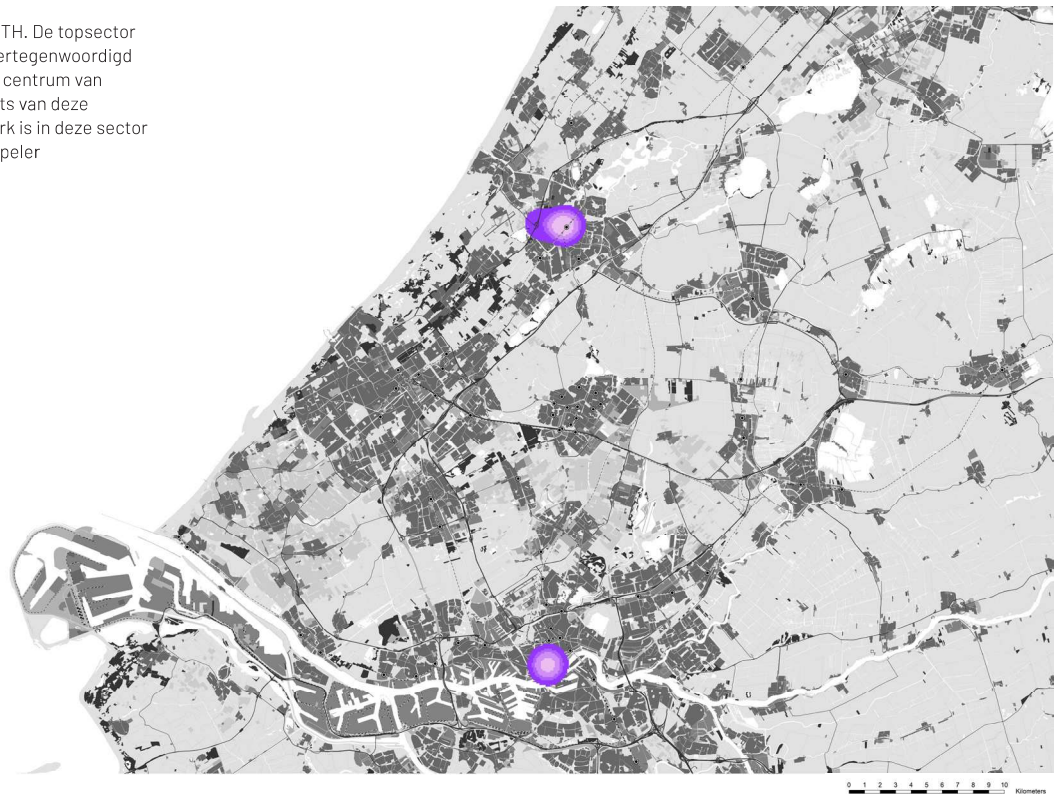 TH. De topsector
ertegenwoordigd
centrum van
ts van deze
rk is in deze sector
peler
0 1 2 3 4 5 6 7 8 9 10
Kilometers